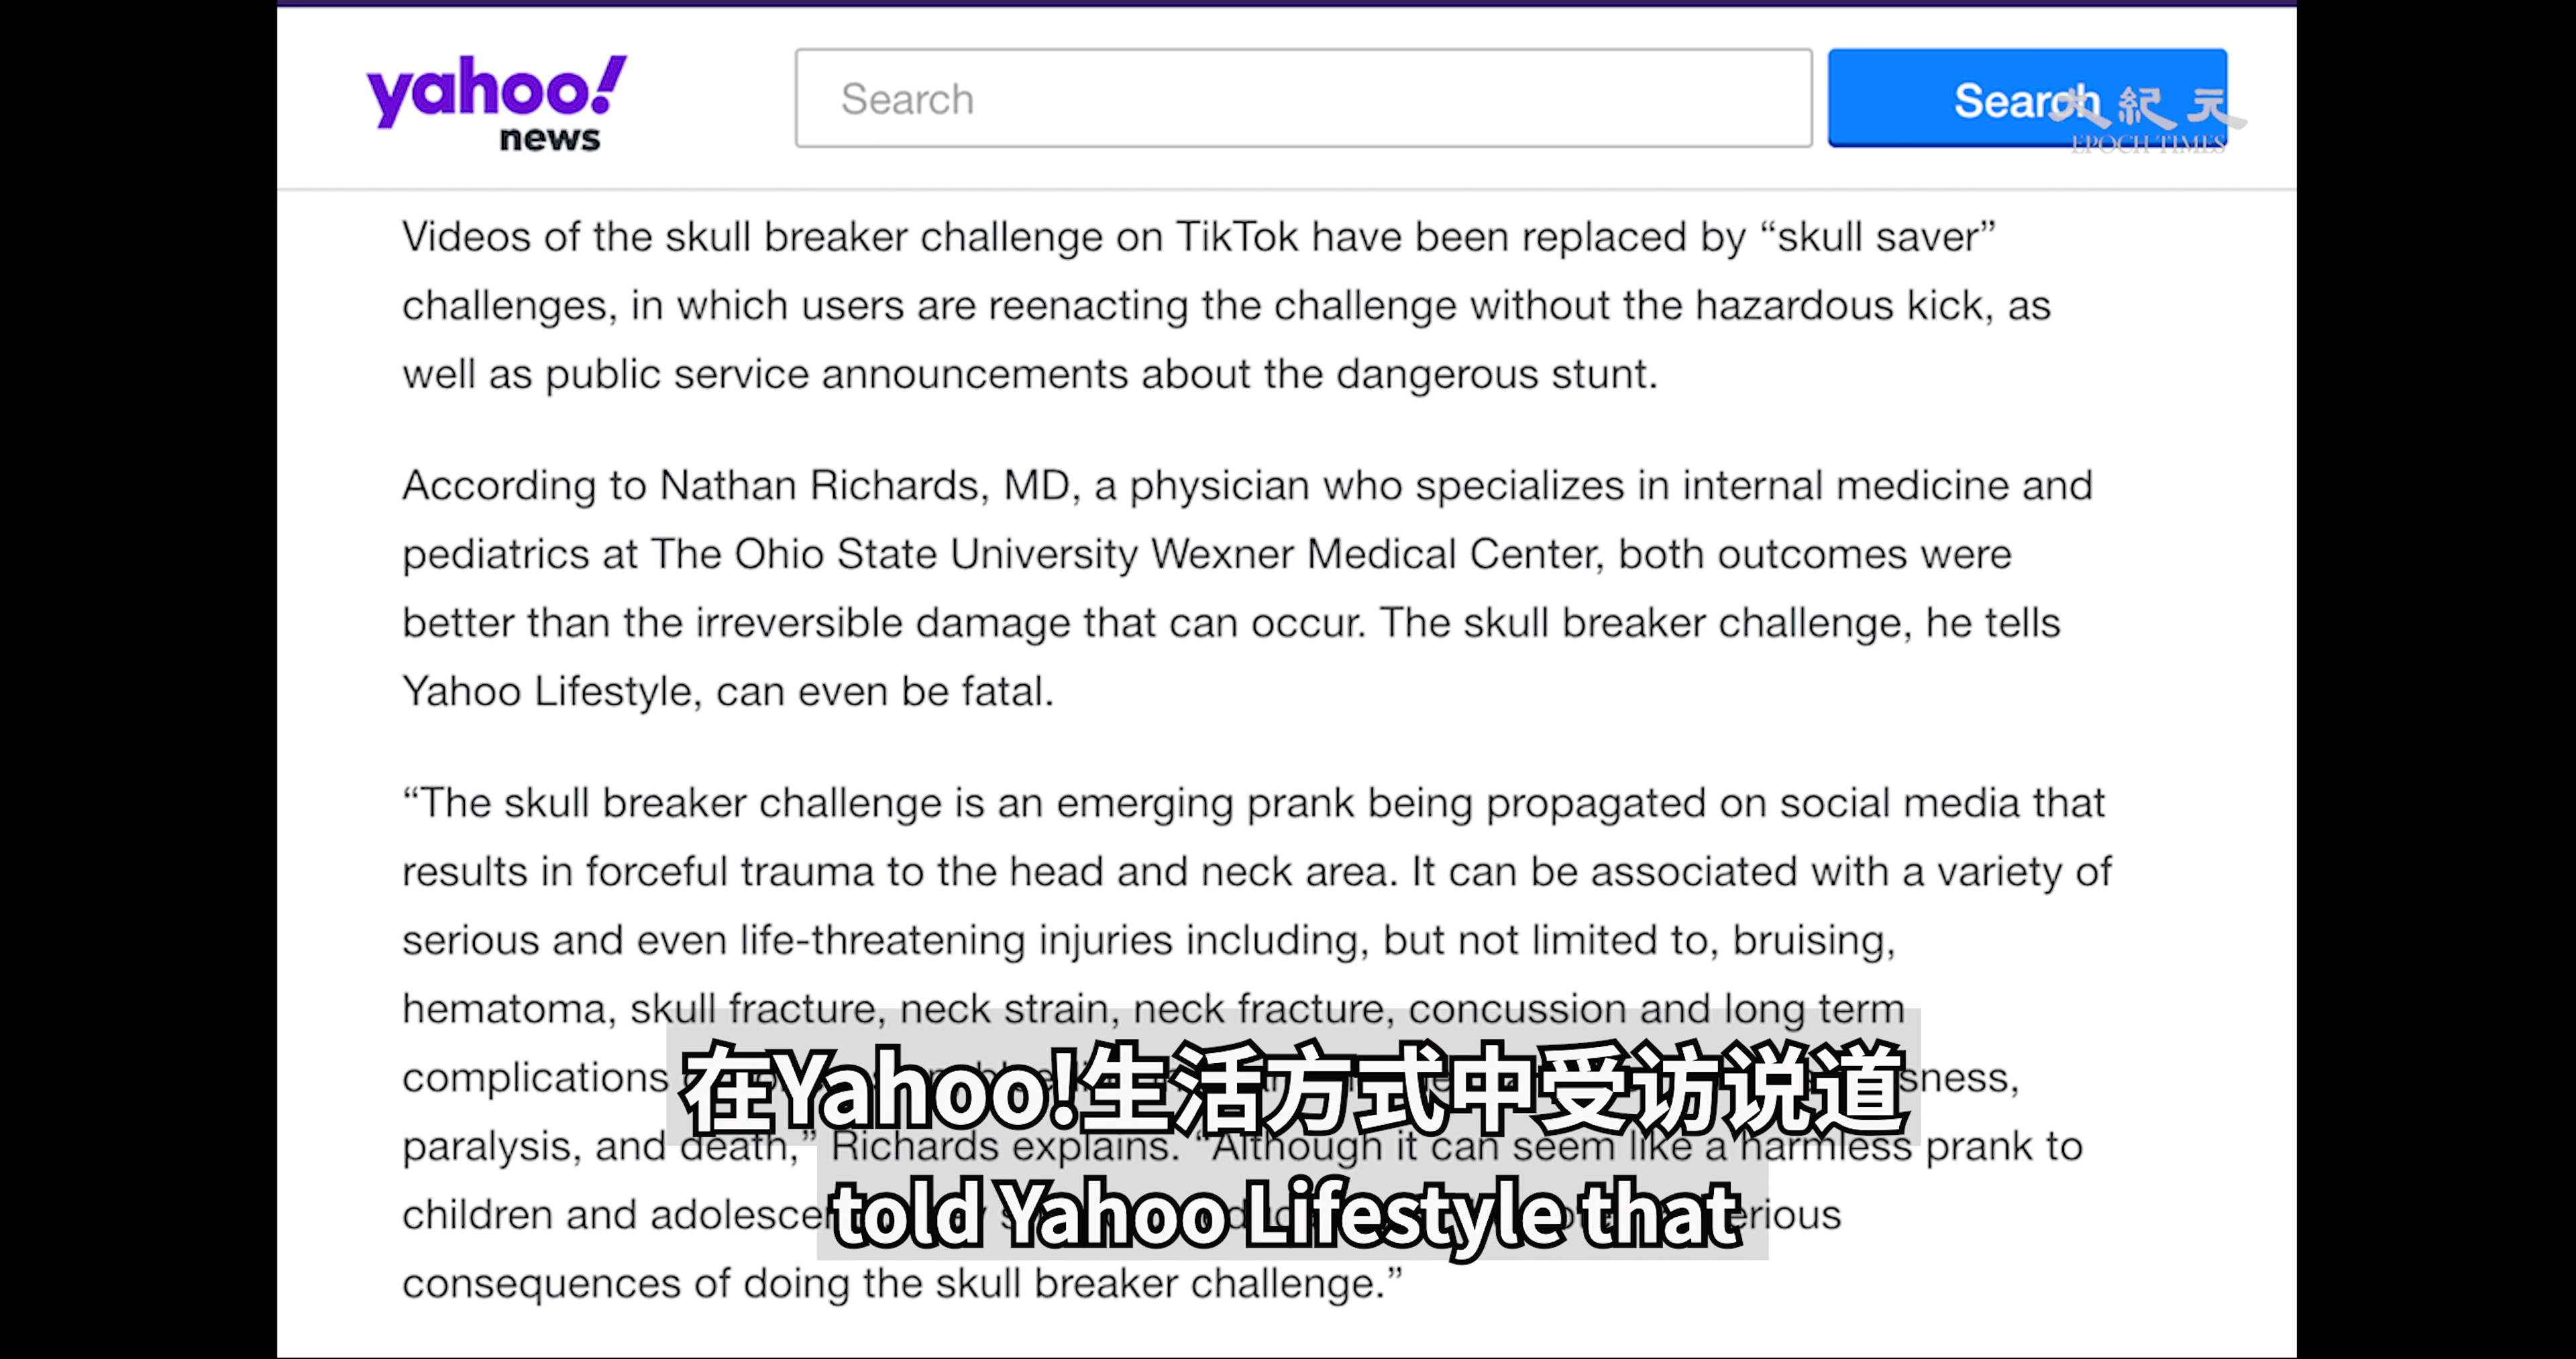 yahoo!
news
Search
Search
大紀元
EPOCH TIMES
Videos of the skull breaker challenge on TikTok have been replaced by “skull saver”
challenges, in which users are reenacting the challenge without the hazardous kick, as
well as public service announcements about the dangerous stunt.
According to Nathan Richards, MD, a physician who specializes in internal medicine and
pediatrics at The Ohio State University Wexner Medical Center, both outcomes were
better than the irreversible damage that can occur. The skull breaker challenge, he tells
Yahoo Lifestyle, can even be fatal.
“The skull breaker challenge is an emerging prank being propagated on social media that
results in forceful trauma to the head and neck area. It can be associated with a variety of
serious and even life-threatening injuries including, but not limited to, bruising,
hematoma, skull fracture, neck strain, neck fracture, concussion and long term
complications
paralysis, and death,” Richards explains. “Although it can seem like a harmless prank to
children and
consequences of doing the skull breaker challenge.”
在Yahoo!生活方式中受访说道
told Yahoo Lifestyle that